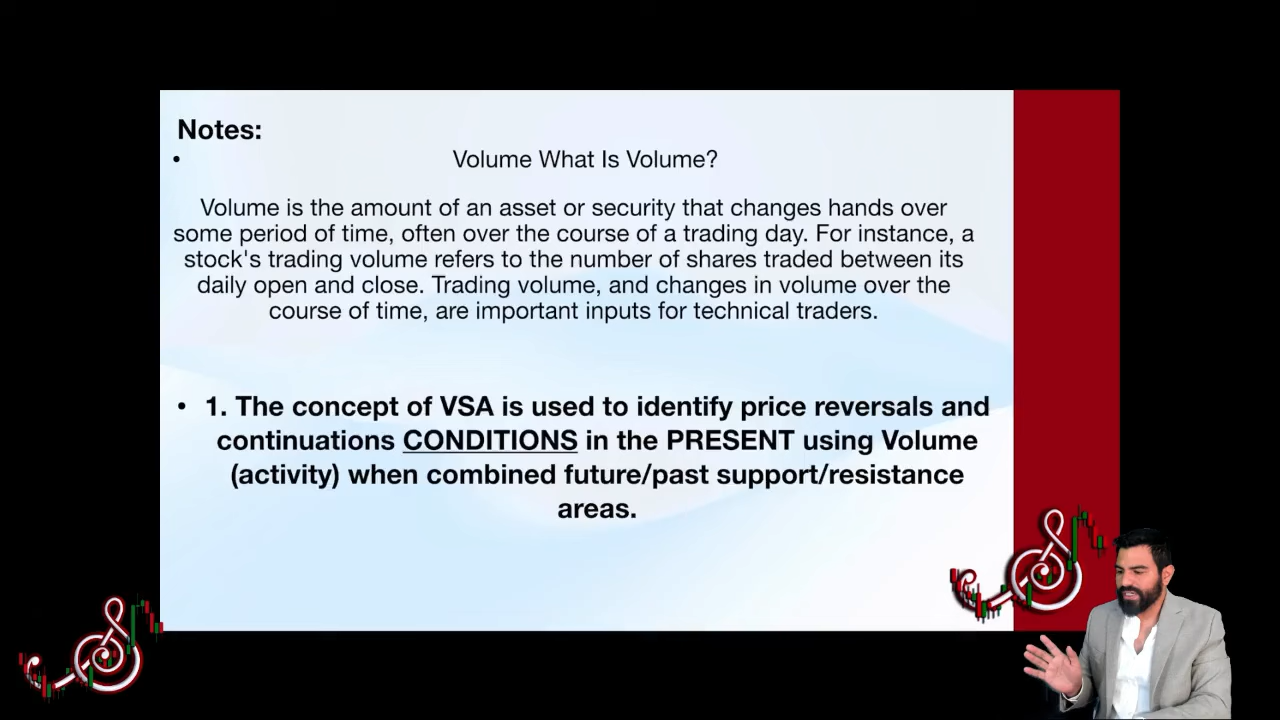 Notes:
• Volume What Is Volume?
Volume is the amount of an asset or security that changes hands over
some period of time, often over the course of a trading day. For instance, a
stock's trading volume refers to the number of shares traded between its
daily open and close. Trading volume, and changes in volume over the
course of time, are important inputs for technical traders.
• 1. The concept of VSA is used to identify price reversals and
continuations CONDITIONS in the PRESENT using Volume
(activity) when combined future/past support/resistance
areas.